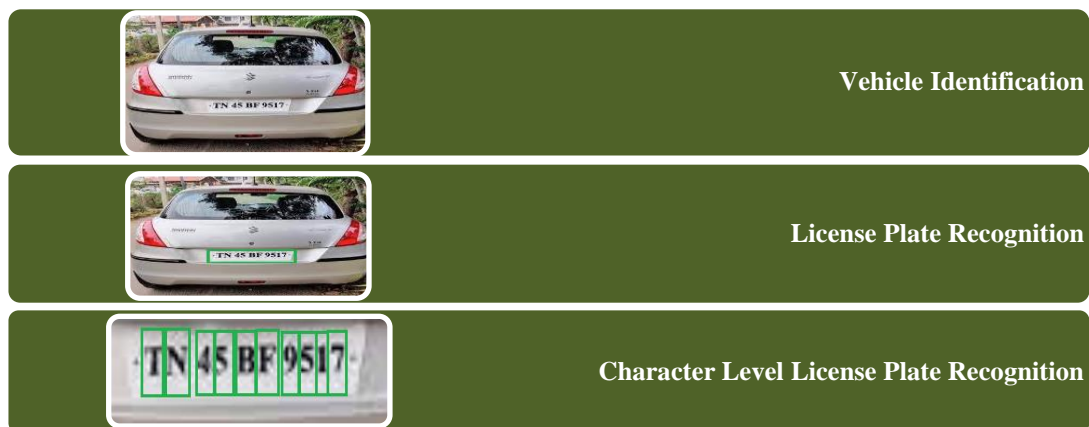 Vehicle Identification
TN 45 BF 9517
License Plate Recognition
TN 45 BF 9517
Character Level License Plate Recognition
TN 45 BF 9517